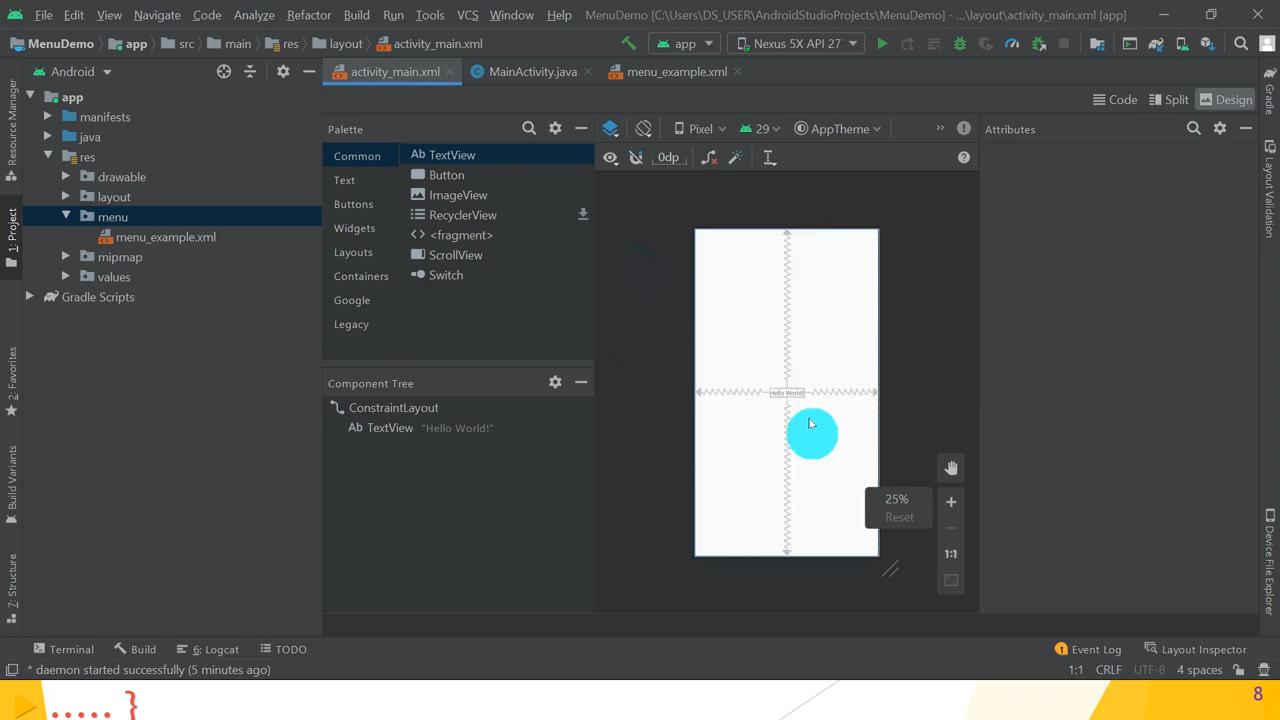 File Edit View Navigate Code Analyze Refactor Build Run Tools VCS Window Help MenuDemo [C:\Users\DS_USER\AndroidStudioProjects\MenuDemo] - ...\layout\activity_main.xml [app]
MenuDemo app src main res layout activity_main.xml app Nexus 5X API 27
Android activity_main.xml MainActivity.java menu_example.xml
Code Split Design
app
manifests
java
res
drawable
layout
menu
menu_example.xml
mipmap
values
Gradle Scripts
Resource Manager
1: Project
2: Favorites
Build Variants
7: Structure
Palette
Common
Text
Buttons
Widgets
Layouts
Containers
Google
Legacy
Ab TextView
Button
ImageView
RecyclerView
<> <fragment>
ScrollView
Switch
Component Tree
ConstraintLayout
Ab TextView "Hello World!"
Pixel 29 AppTheme »
0dp
Hello World!
25%
Reset
1:1
Attributes
Gradle
Layout Validation
Device File Explorer
Terminal Build 6: Logcat TODO 1 Event Log Layout Inspector
* daemon started successfully (5 minutes ago) 1:1 CRLF UTF-8 4 spaces
..... }
8